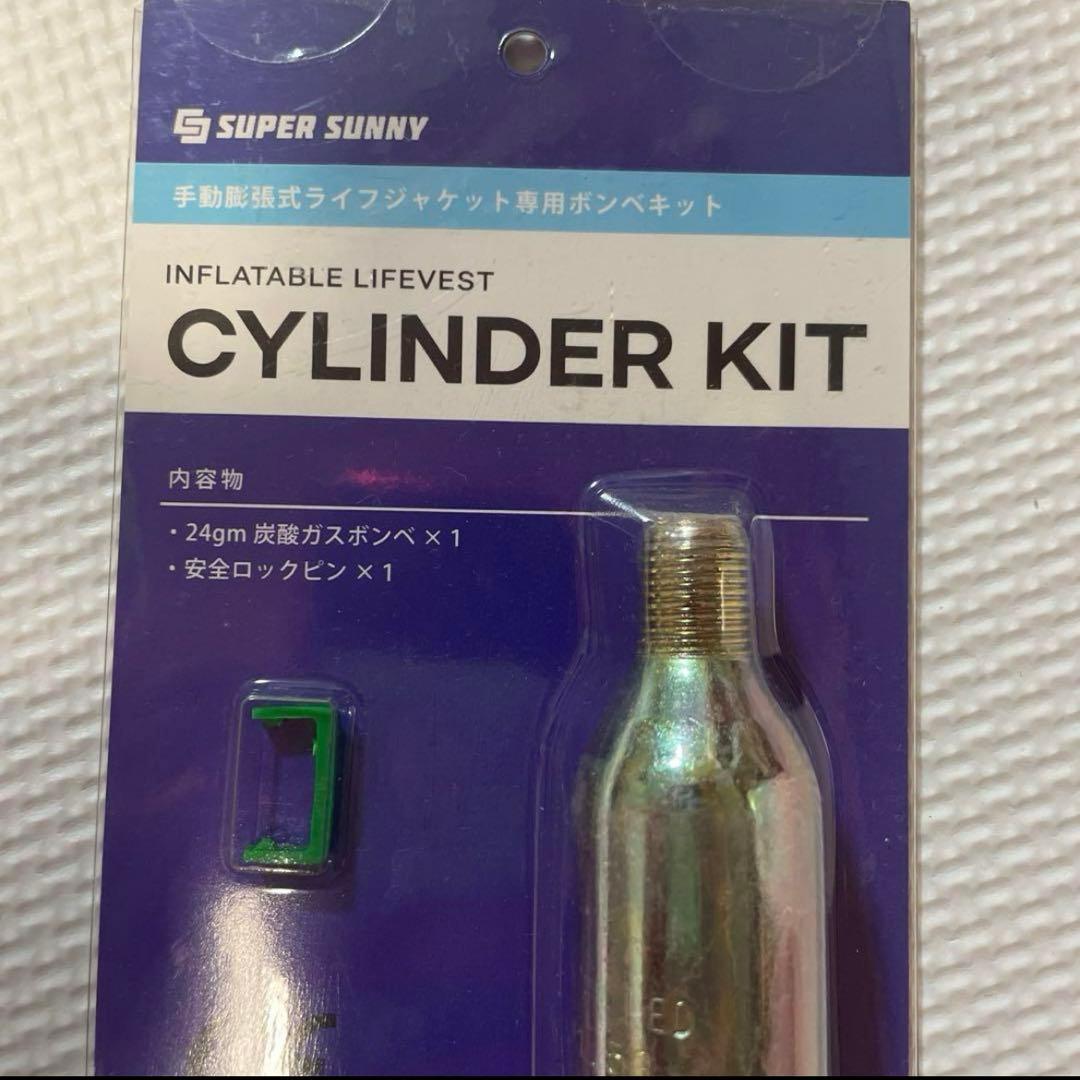 SUPER SUNNY
手動膨張式ライフジャケット専用ボンベキット
INFLATABLE LIFEVEST
CYLINDER KIT
内容物
・24gm 炭酸ガスボンベ × 1
・安全ロックピン × 1
ED